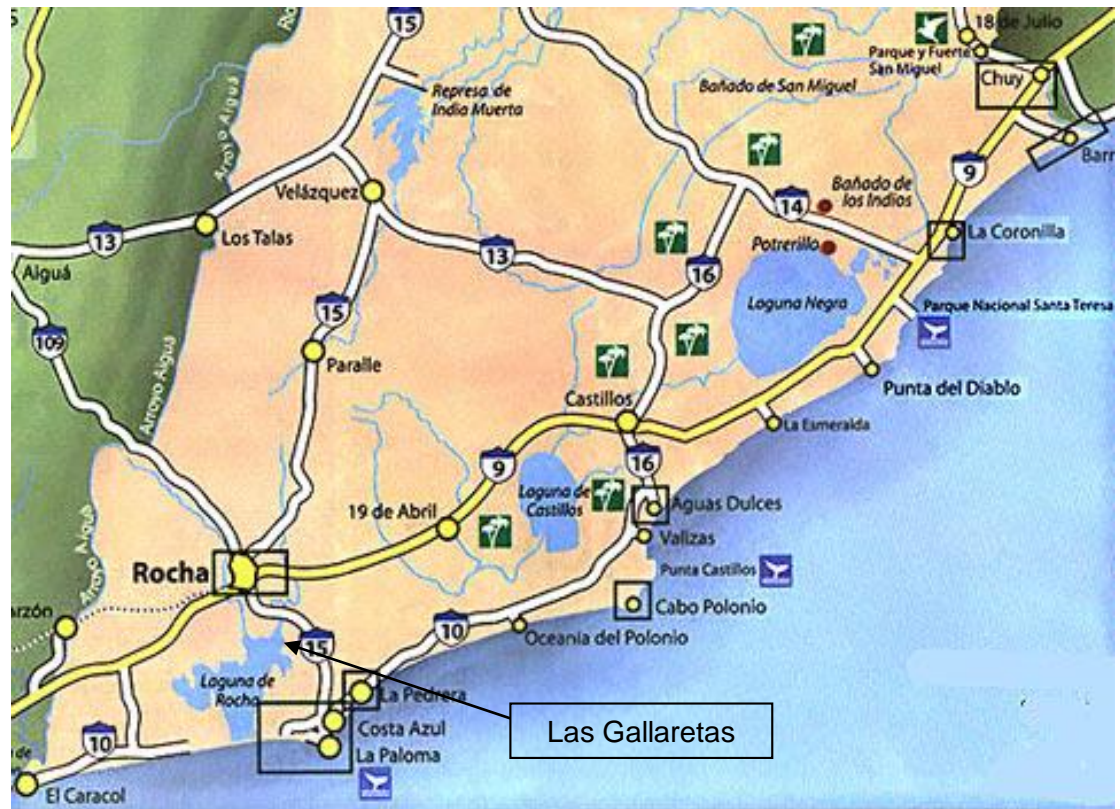 15
18 de Julio
Parque y Fuerte
San Miguel
Chuy
Represa de
India Muerta
Bañado de San Miguel
Arroyo Aiguá
9
Velázquez
Bañado de
los Indios
14
13
Los Talas
La Coronilla
Potrerillo
13
16
Aiguá
Laguna Negra
Parque Nacional Santa Teresa
15
109
Paralle
Punta del Diablo
Arroyo Aiguá
Castillos
La Esmeralda
9
16
Laguna de
Castillos
Aguas Dulces
19 de Abril
Valizas
Arroyo Aiguá
Rocha
Punta Castillos
Cabo Polonio
10
Oceanía del Polonio
15
Laguna de
Rocha
La Pedrera
Costa Azul
Las Gallaretas
10
La Paloma
El Caracol